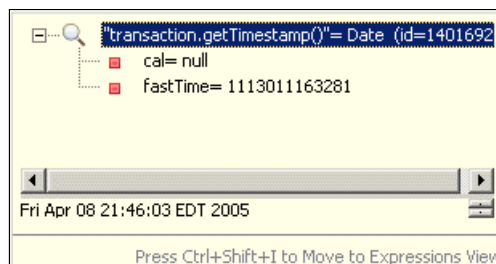 "transaction.getTimestamp()"= Date (id=1401692
cal= null
fastTime= 1113011163281
Fri Apr 08 21:46:03 EDT 2005
Press Ctrl+Shift+I to Move to Expressions View